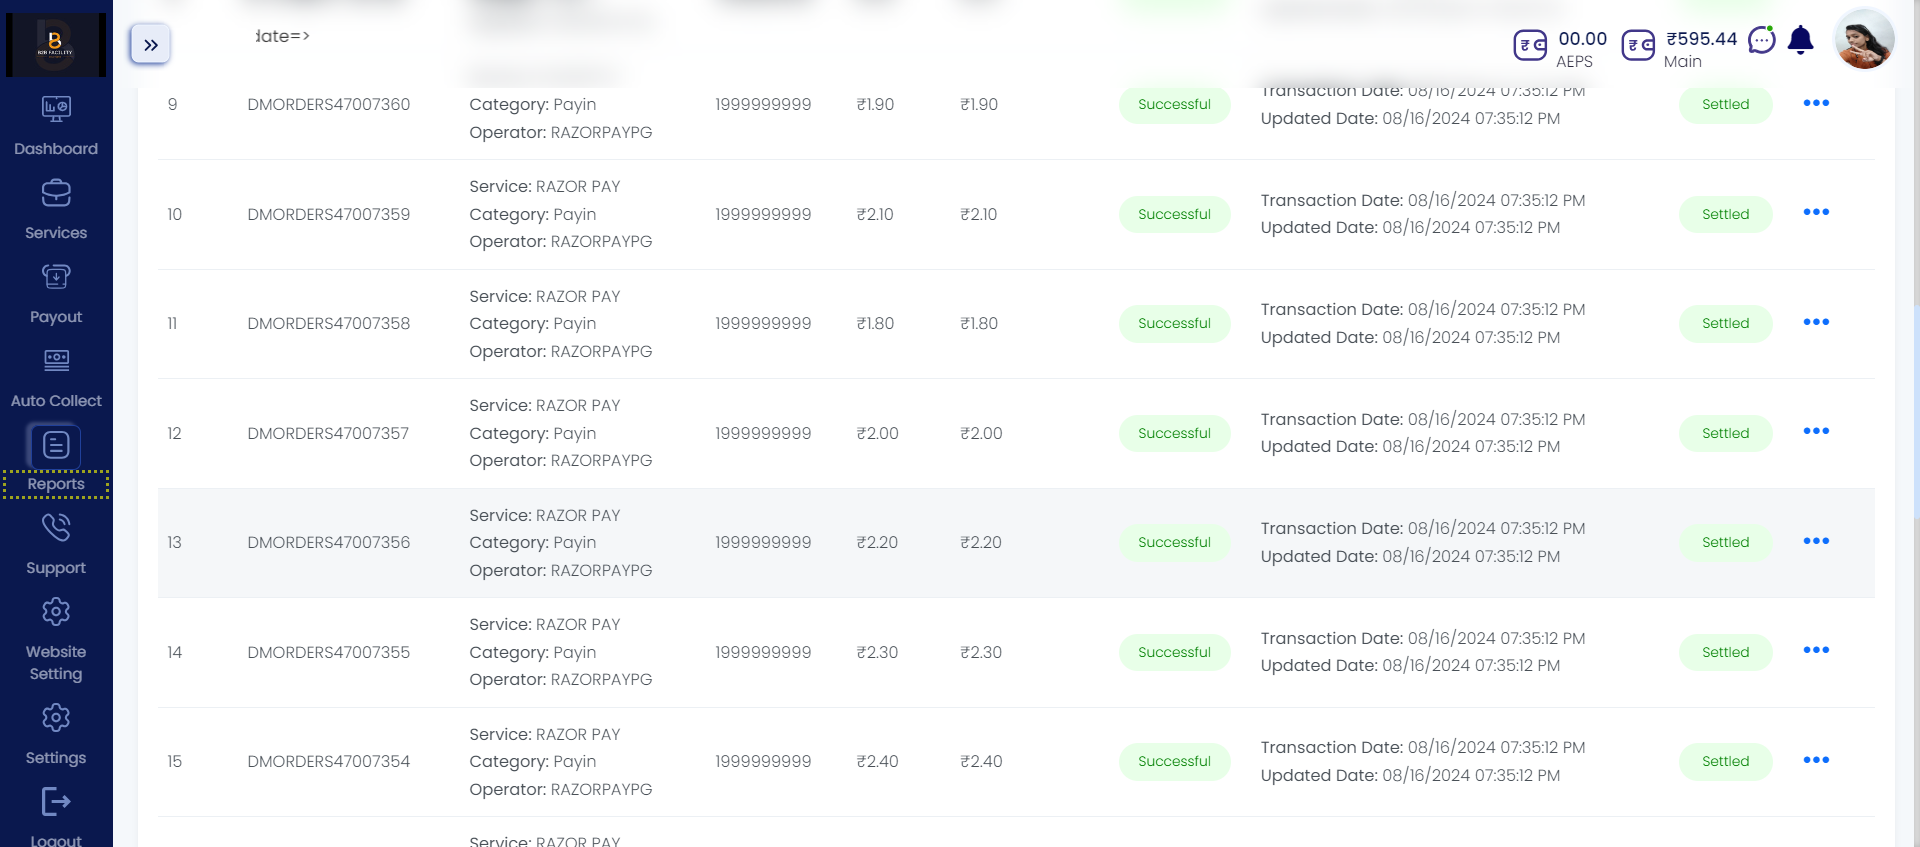 B2B FACILITY
date=>
00.00
AEPS
₹595.44
Main
Dashboard
Services
Payout
Auto Collect
Reports
Support
Website
Setting
Settings
Logout
9 DMORDERS47007360 Category: Payin 1999999999 ₹1.90 ₹1.90 Successful Transaction Date: 08/16/2024 07:35:12 PM Settled
Operator: RAZORPAYPG Updated Date: 08/16/2024 07:35:12 PM
Service: RAZOR PAY
10 DMORDERS47007359 Category: Payin 1999999999 ₹2.10 ₹2.10 Successful Transaction Date: 08/16/2024 07:35:12 PM Settled
Operator: RAZORPAYPG Updated Date: 08/16/2024 07:35:12 PM
Service: RAZOR PAY
11 DMORDERS47007358 Category: Payin 1999999999 ₹1.80 ₹1.80 Successful Transaction Date: 08/16/2024 07:35:12 PM Settled
Operator: RAZORPAYPG Updated Date: 08/16/2024 07:35:12 PM
Service: RAZOR PAY
12 DMORDERS47007357 Category: Payin 1999999999 ₹2.00 ₹2.00 Successful Transaction Date: 08/16/2024 07:35:12 PM Settled
Operator: RAZORPAYPG Updated Date: 08/16/2024 07:35:12 PM
Service: RAZOR PAY
13 DMORDERS47007356 Category: Payin 1999999999 ₹2.20 ₹2.20 Successful Transaction Date: 08/16/2024 07:35:12 PM Settled
Operator: RAZORPAYPG Updated Date: 08/16/2024 07:35:12 PM
Service: RAZOR PAY
14 DMORDERS47007355 Category: Payin 1999999999 ₹2.30 ₹2.30 Successful Transaction Date: 08/16/2024 07:35:12 PM Settled
Operator: RAZORPAYPG Updated Date: 08/16/2024 07:35:12 PM
Service: RAZOR PAY
15 DMORDERS47007354 Category: Payin 1999999999 ₹2.40 ₹2.40 Successful Transaction Date: 08/16/2024 07:35:12 PM Settled
Operator: RAZORPAYPG Updated Date: 08/16/2024 07:35:12 PM
Service: RAZOR PAY